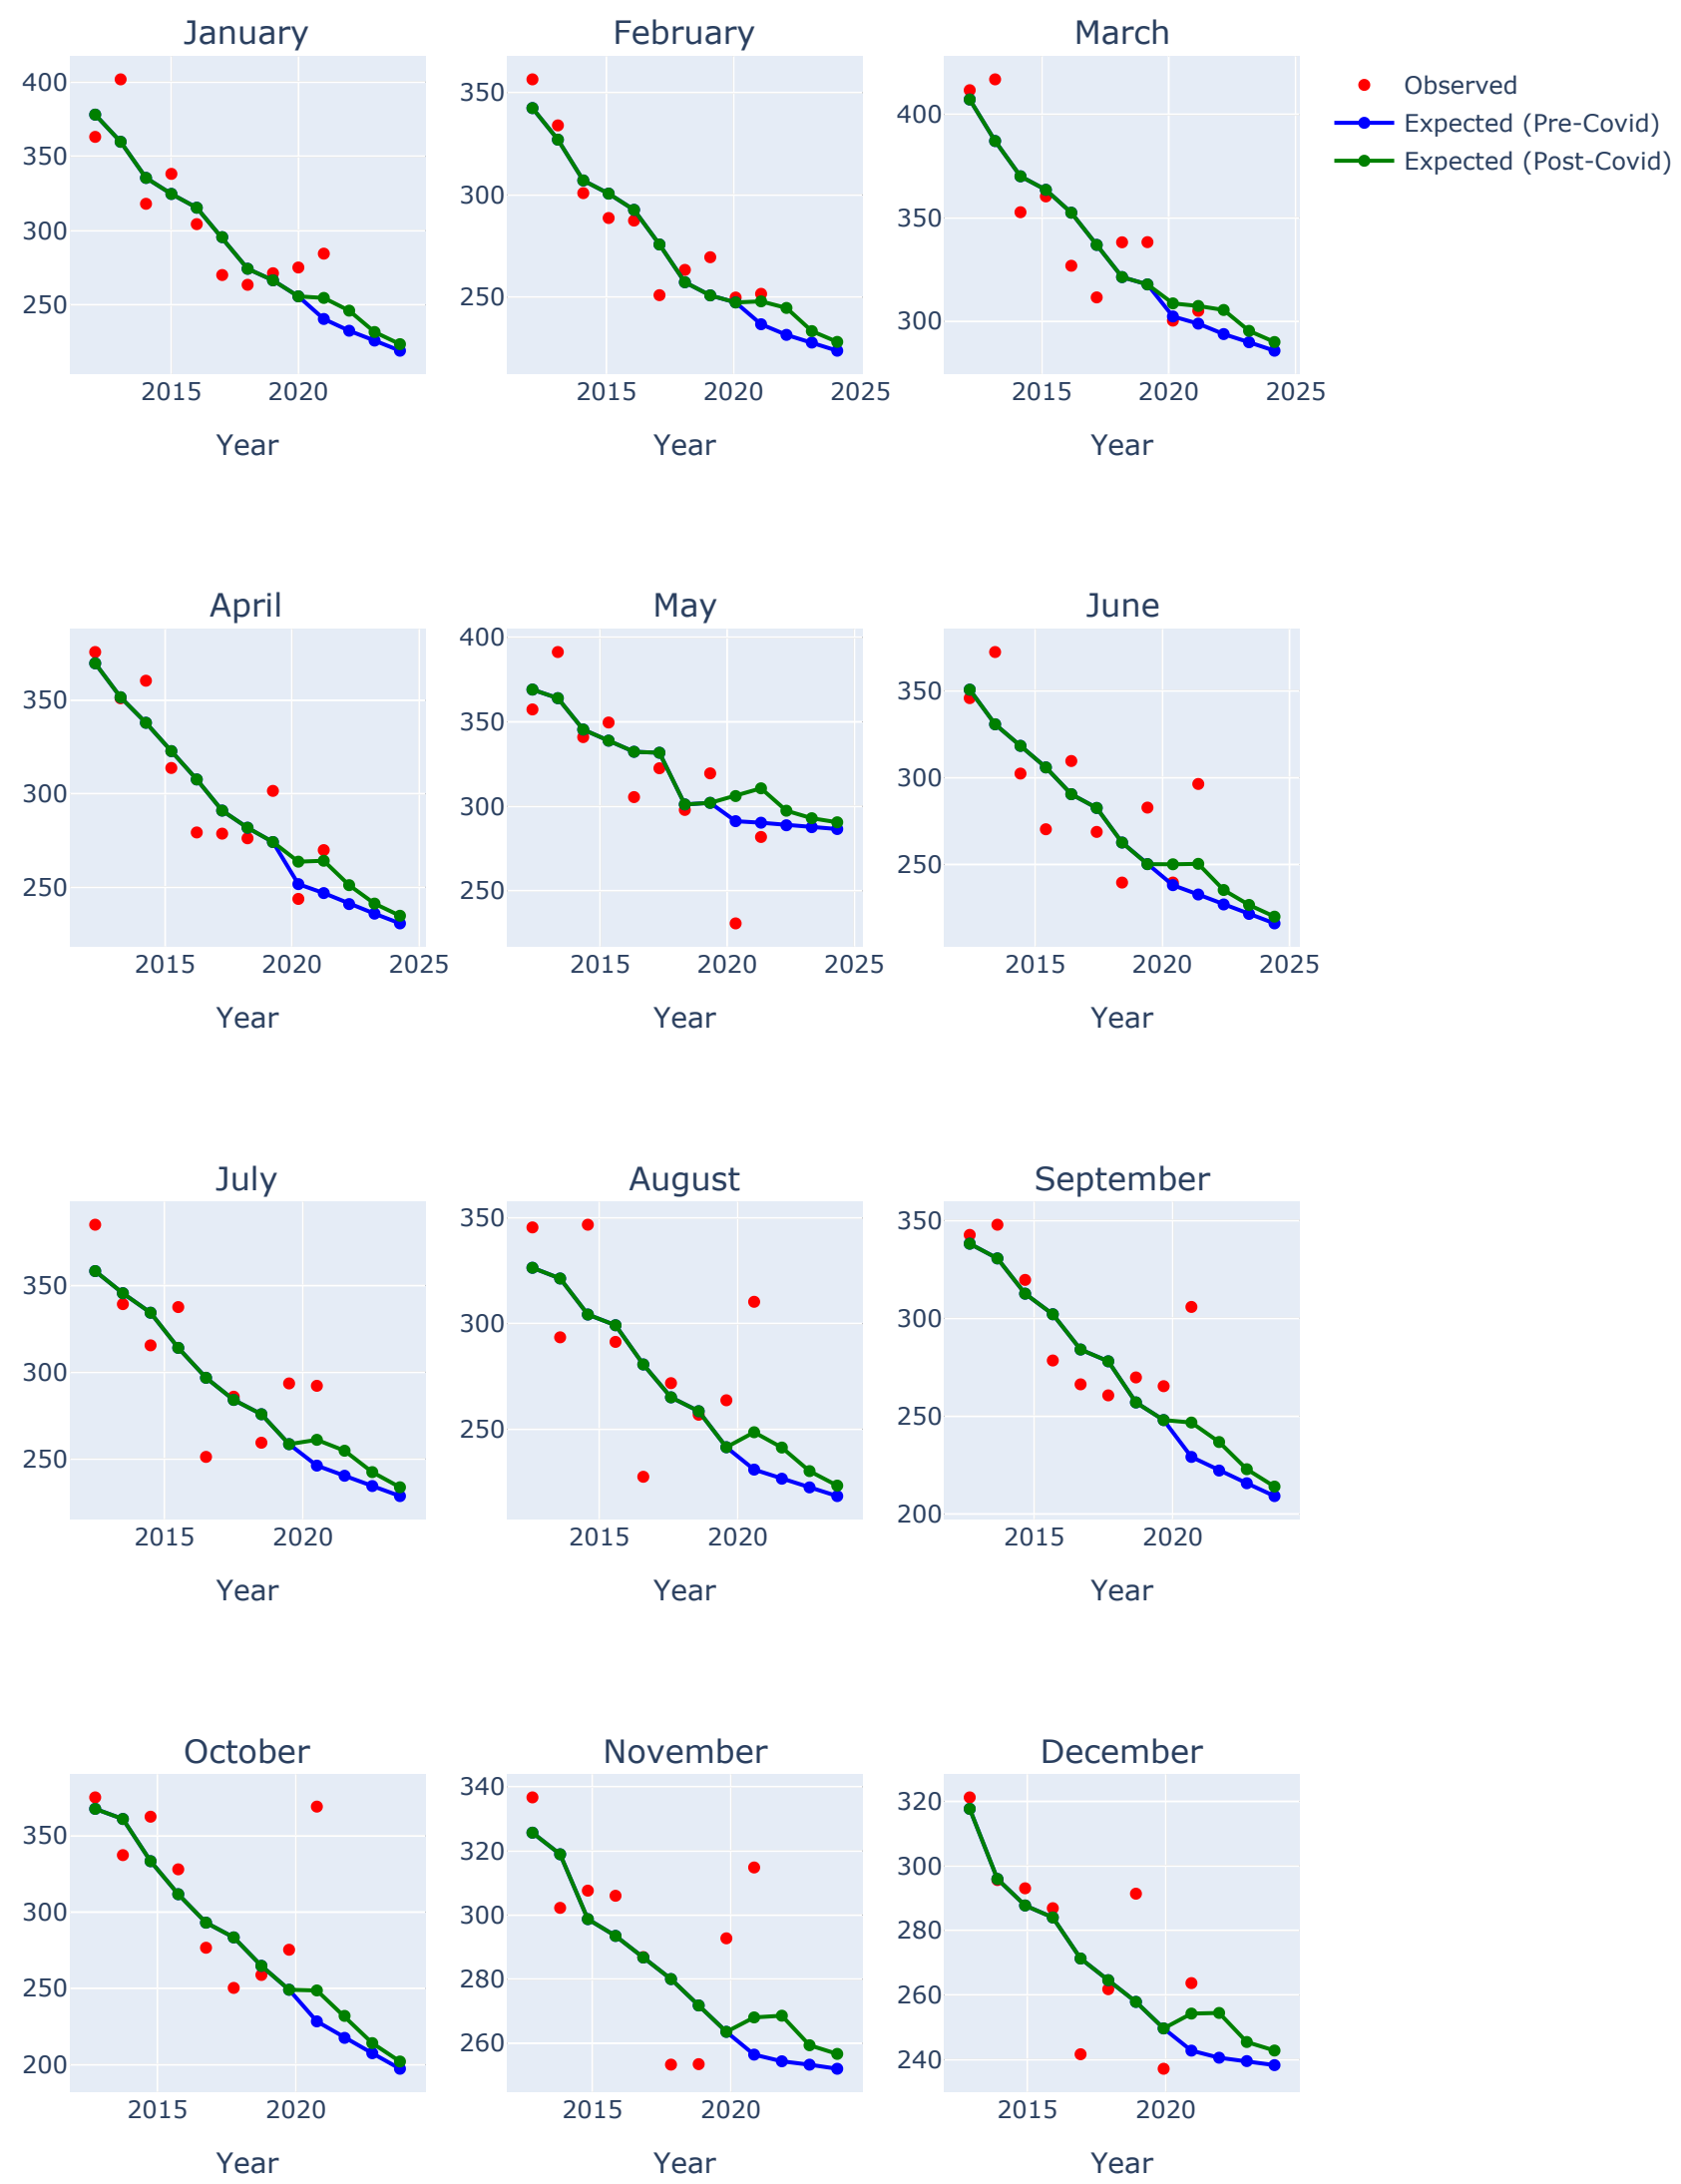 January
February
March
Observed
Expected (Pre-Covid)
Expected (Post-Covid)
400
350
300
250
2015
2020
Year
350
300
250
2015
2020
2025
Year
400
350
300
2015
2020
2025
Year
April
May
June
350
300
250
2015
2020
2025
Year
400
350
300
250
2015
2020
2025
Year
350
300
250
2015
2020
2025
Year
July
August
September
350
300
250
2015
2020
Year
350
300
250
2015
2020
Year
350
300
250
200
2015
2020
Year
October
November
December
350
300
250
200
2015
2020
Year
340
320
300
280
260
2015
2020
Year
320
300
280
260
240
2015
2020
Year